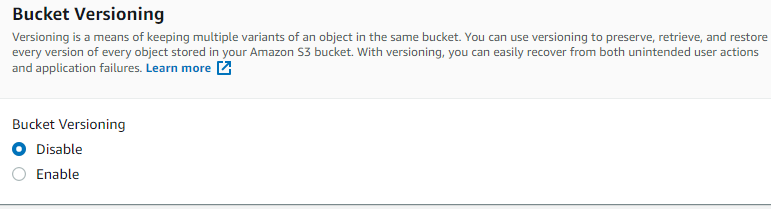 Bucket Versioning
Versioning is a means of keeping multiple variants of an object in the same bucket. You can use versioning to preserve, retrieve, and restore
every version of every object stored in your Amazon S3 bucket. With versioning, you can easily recover from both unintended user actions
and application failures. Learn more
Bucket Versioning
Disable
Enable